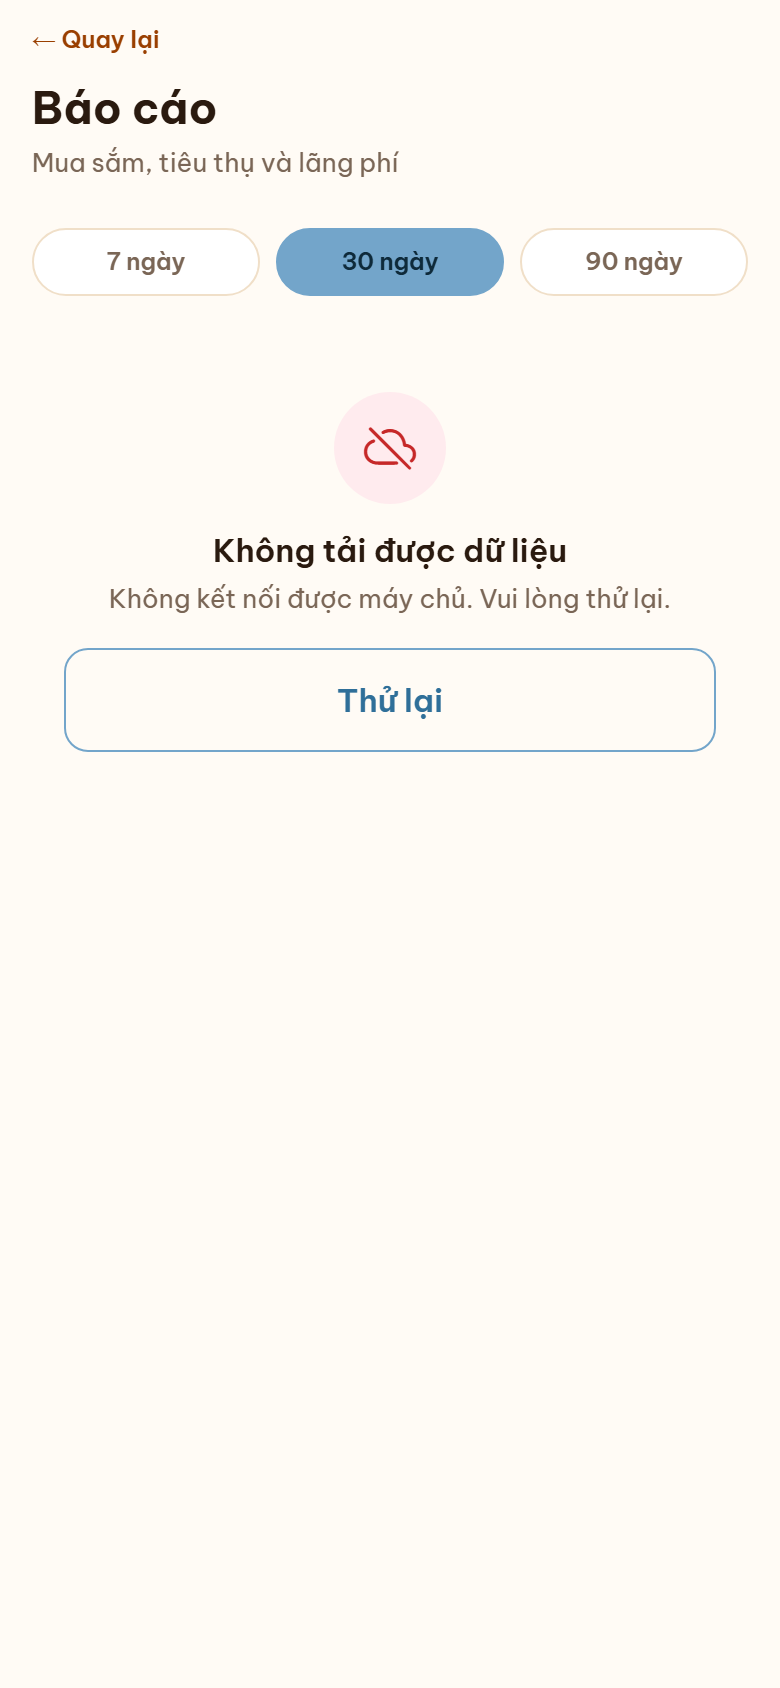 ← Quay lại
Báo cáo
Mua sắm, tiêu thụ và lãng phí
7 ngày
30 ngày
90 ngày
Không tải được dữ liệu
Không kết nối được máy chủ. Vui lòng thử lại.
Thử lại